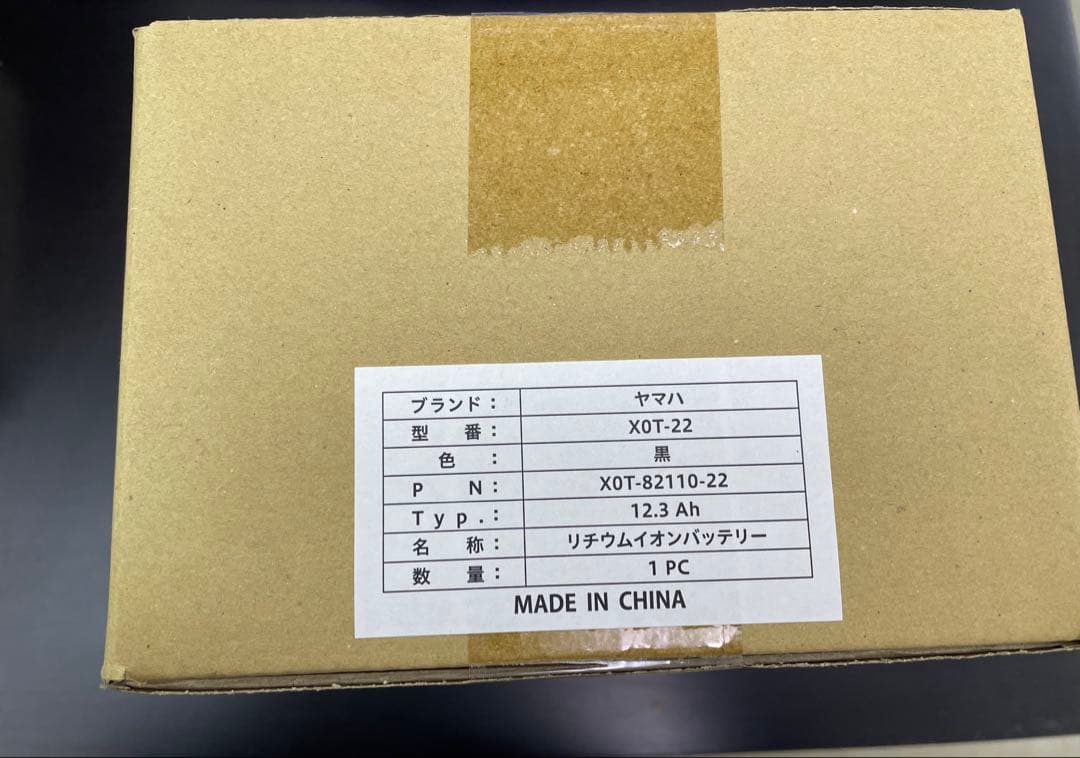 ブランド： ヤマハ
型 番： X0T-22
色 ： 黒
P N： X0T-82110-22
Typ.： 12.3 Ah
名 称： リチウムイオンバッテリー
数 量： 1 PC
MADE IN CHINA